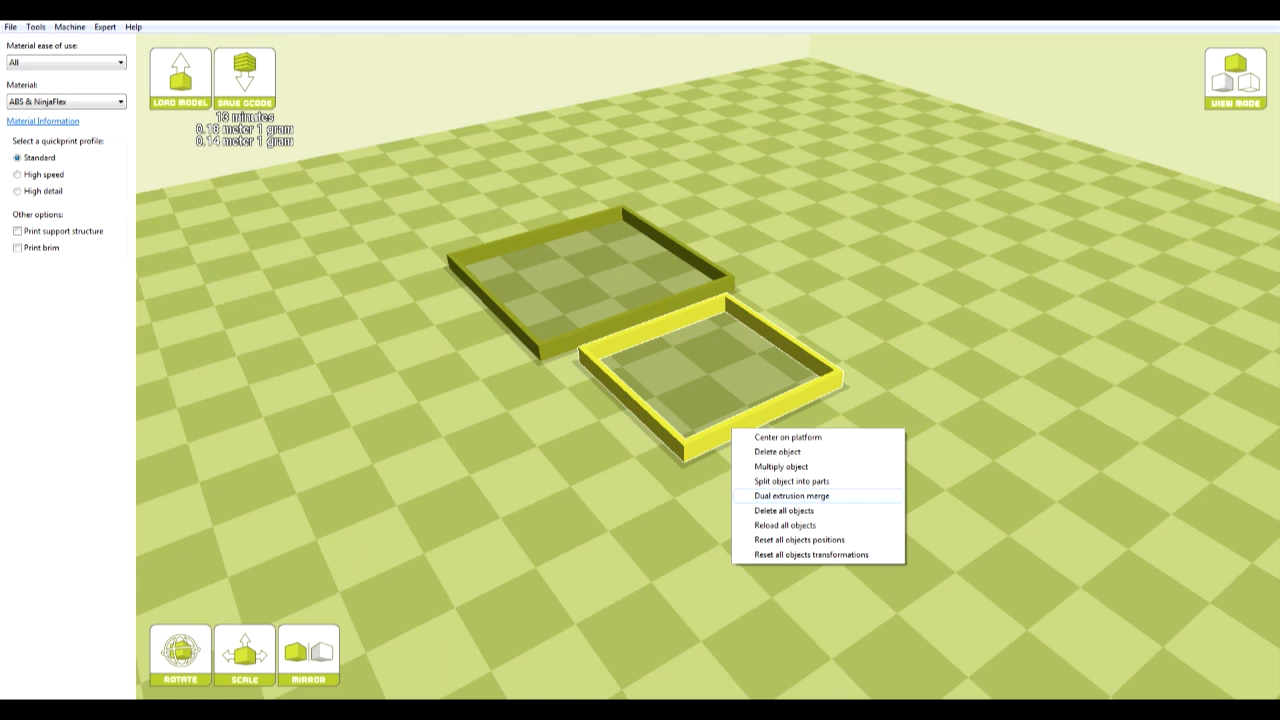 File Tools Machine Expert Help
Material ease of use:
All
Material:
ABS & NinjaFlex
Material Information
Select a quickprint profile:
Standard
High speed
High detail
Other options:
Print support structure
Print brim
LOAD MODEL
SAVE GCODE
18 minutes
0.18 meter 1 gram
0.14 meter 1 gram
VIEW MODE
Center on platform
Delete object
Multiply object
Split object into parts
Dual extrusion merge
Delete all objects
Reload all objects
Reset all objects positions
Reset all objects transformations
ROTATE
SCALE
MIRROR